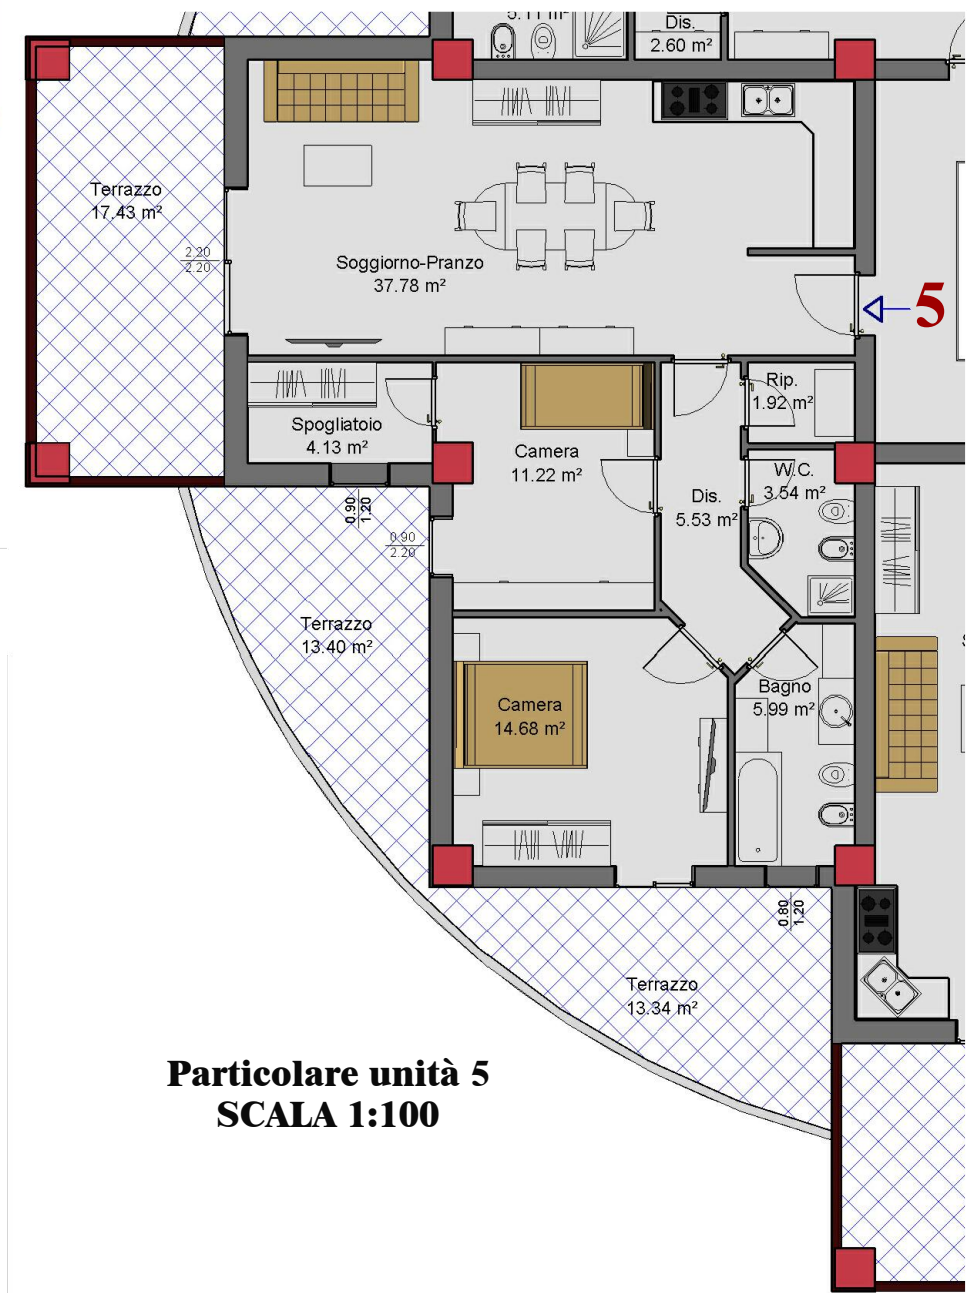 5.11 m²
Dis.
2.60 m²
Terrazzo
17.43 m²
2.20
2.20
Soggiorno-Pranzo
37.78 m²
5
Spogliatoio
4.13 m²
Camera
11.22 m²
Rip.
1.92 m²
Dis.
5.53 m²
W.C.
3.54 m²
0.90
1.20
0.90
2.20
Terrazzo
13.40 m²
Camera
14.68 m²
Bagno
5.99 m²
S
0.80
1.20
Terrazzo
13.34 m²
Particolare unità 5
SCALA 1:100